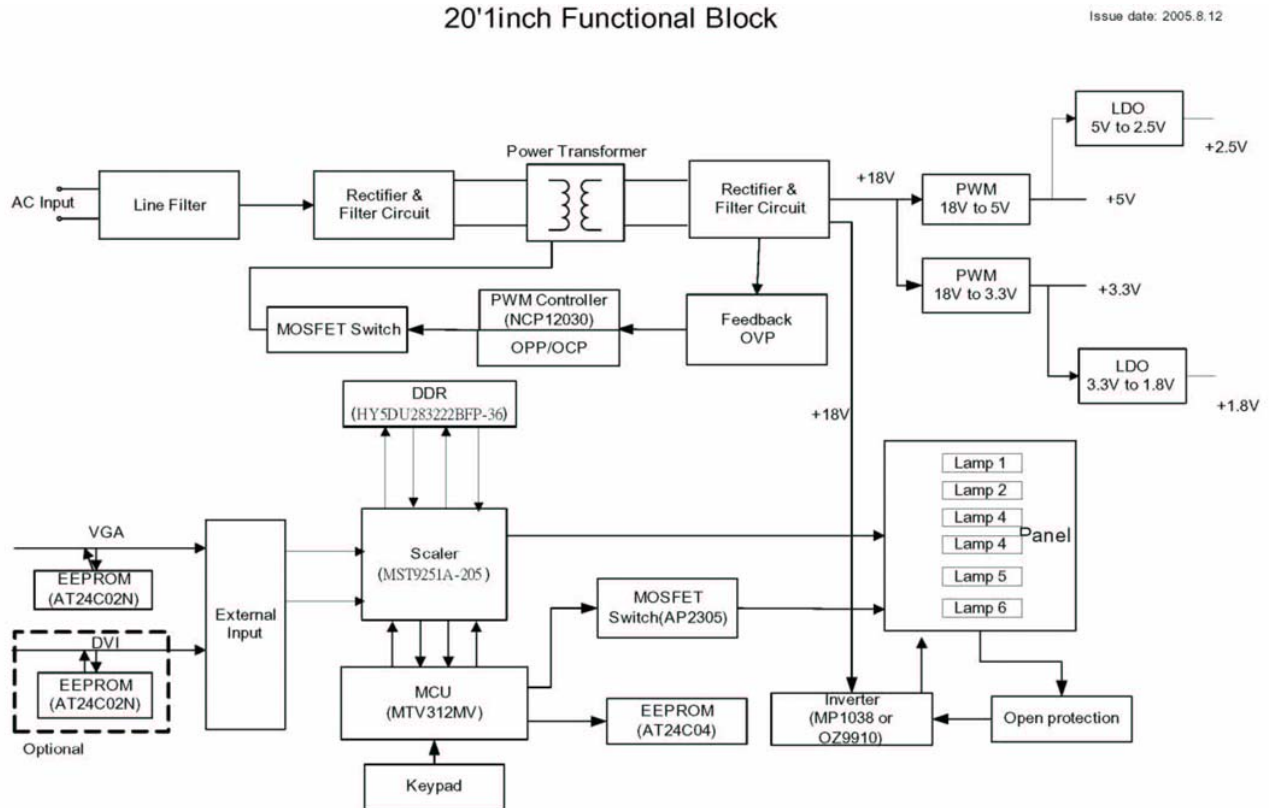 20'1inch Functional Block
Issue date: 2005.8.12
LDO
5V to 2.5V
+2.5V
Power Transformer
AC Input
Line Filter
Rectifier &
Filter Circuit
Rectifier &
Filter Circuit
+18V
PWM
18V to 5V
+5V
PWM
18V to 3.3V
+3.3V
MOSFET Switch
PWM Controller
(NCP12030)
OPP/OCP
Feedback
OVP
LDO
3.3V to 1.8V
+1.8V
DDR
(HY5DU283222BFP-36)
+18V
Lamp 1
Lamp 2
Lamp 4
Lamp 4
Lamp 5
Lamp 6
Panel
VGA
EEPROM
(AT24C02N)
DVI
EEPROM
(AT24C02N)
Optional
External
Input
Scaler
(MST9251A-205)
MOSFET
Switch(AP2305)
MCU
(MTV312MV)
EEPROM
(AT24C04)
Inverter
(MP1038 or
OZ9910)
Open protection
Keypad